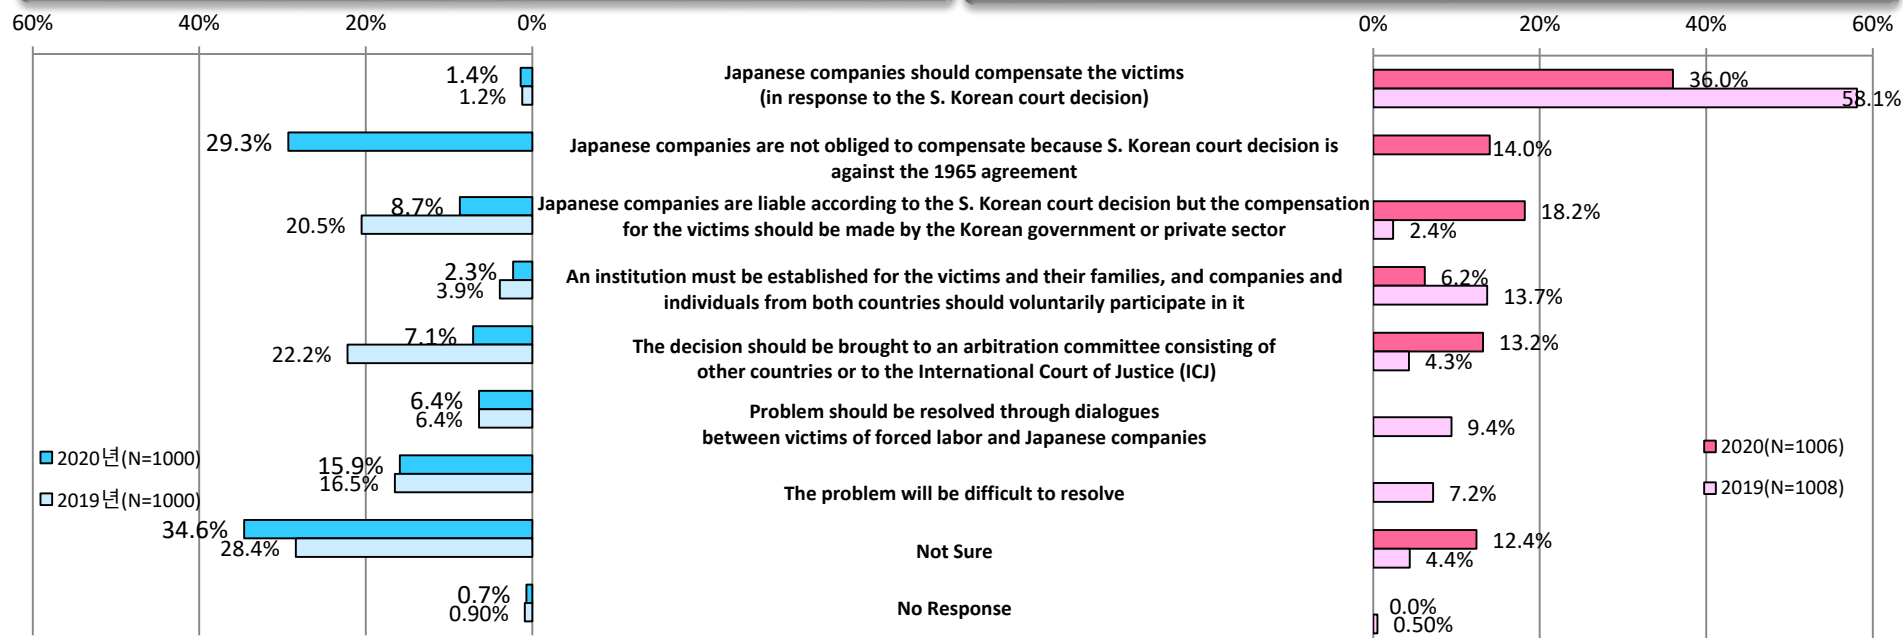 60% 40% 20% 0% 0% 20% 40% 60%
1.4%
1.2%
Japanese companies should compensate the victims
(in response to the S. Korean court decision)
36.0%
58.1%
29.3%
Japanese companies are not obliged to compensate because S. Korean court decision is
against the 1965 agreement
14.0%
8.7%
20.5%
Japanese companies are liable according to the S. Korean court decision but the compensation
for the victims should be made by the Korean government or private sector
18.2%
2.4%
2.3%
3.9%
An institution must be established for the victims and their families, and companies and
individuals from both countries should voluntarily participate in it
6.2%
13.7%
7.1%
22.2%
The decision should be brought to an arbitration committee consisting of
other countries or to the International Court of Justice (ICJ)
13.2%
4.3%
6.4%
6.4%
Problem should be resolved through dialogues
between victims of forced labor and Japanese companies
9.4%
2020년(N=1000)
2019년(N=1000)
15.9%
16.5%
The problem will be difficult to resolve
7.2%
2020(N=1006)
2019(N=1008)
34.6%
28.4%
Not Sure
12.4%
4.4%
0.7%
0.90%
No Response
0.0%
0.50%